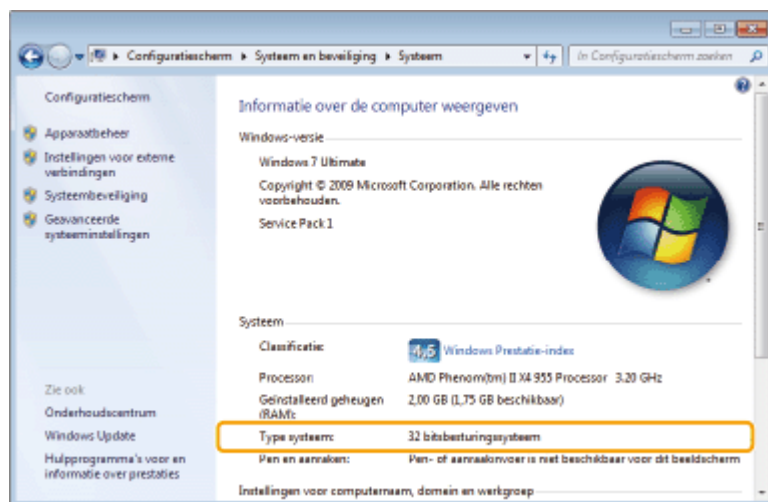 Configuratiescherm ▸ Systeem en beveiliging ▸ Systeem
In Configuratiescherm zoeken
Configuratiescherm
Apparaatbeheer
Instellingen voor externe
verbindingen
Systeembeveiliging
Geavanceerde
systeeminstellingen
Zie ook
Onderhoudscentrum
Windows Update
Hulpprogramma's voor en
informatie over prestaties
Informatie over de computer weergeven
Windows-versie
Windows 7 Ultimate
Copyright © 2009 Microsoft Corporation. Alle rechten
voorbehouden.
Service Pack 1
Systeem
Classificatie:
4,5 Windows Prestatie-index
Processor: AMD Phenom(tm) II X4 955 Processor 3.20 GHz
Geïnstalleerd geheugen (RAM): 2,00 GB (1,75 GB beschikbaar)
Type systeem: 32 bitsbesturingssysteem
Pen en aanraken: Pen- of aanraakinvoer is niet beschikbaar voor dit beeldscherm
Instellingen voor computernaam, domein en werkgroep